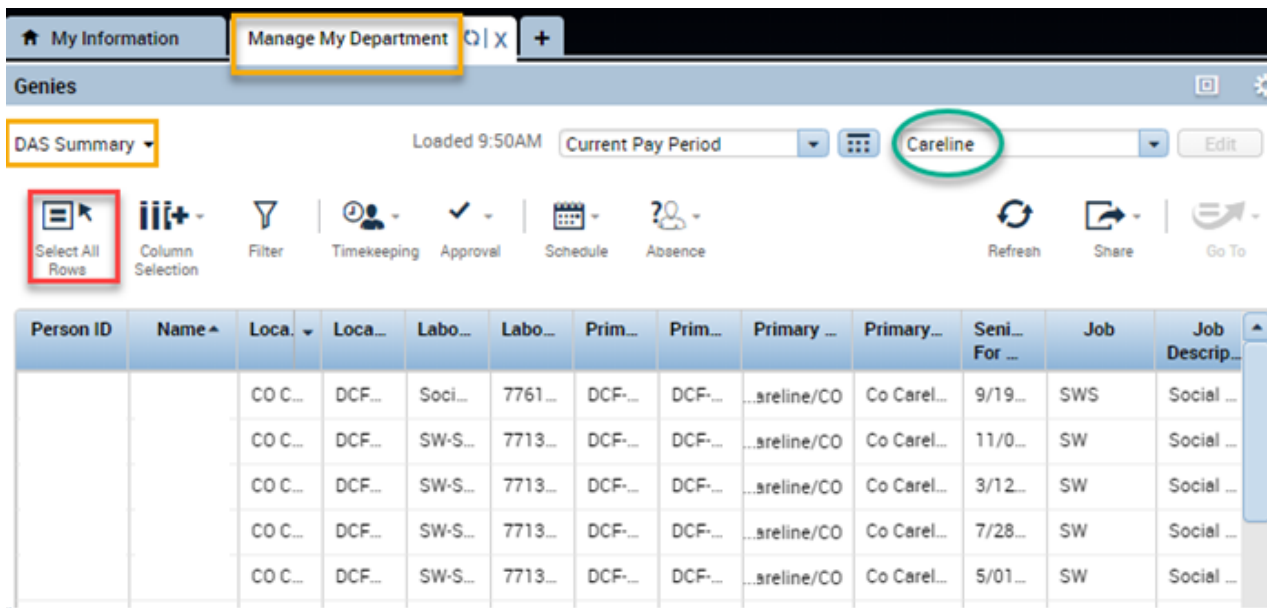 My Information Manage My Department X +
Genies
DAS Summary Loaded 9:50AM Current Pay Period Careline Edit
Select All Rows Column Selection Filter Timekeeping Approval Schedule Absence Refresh Share Go To
Person ID Name Loca. Loca... Labo... Labo... Prim... Prim... Primary ... Primary... Seni... For ... Job Job Descrip...
CO C... DCF... Soci... 7761... DCF-... DCF-... ...areline/CO Co Carel... 9/19... SWS Social ...
CO C... DCF... SW-S... 7713... DCF-... DCF-... ...areline/CO Co Carel... 11/0... SW Social ...
CO C... DCF... SW-S... 7713... DCF-... DCF-... ...areline/CO Co Carel... 3/12... SW Social ...
CO C... DCF... SW-S... 7713... DCF-... DCF-... ...areline/CO Co Carel... 7/28... SW Social ...
CO C... DCF... SW-S... 7713... DCF-... DCF-... ...areline/CO Co Carel... 5/01... SW Social ...